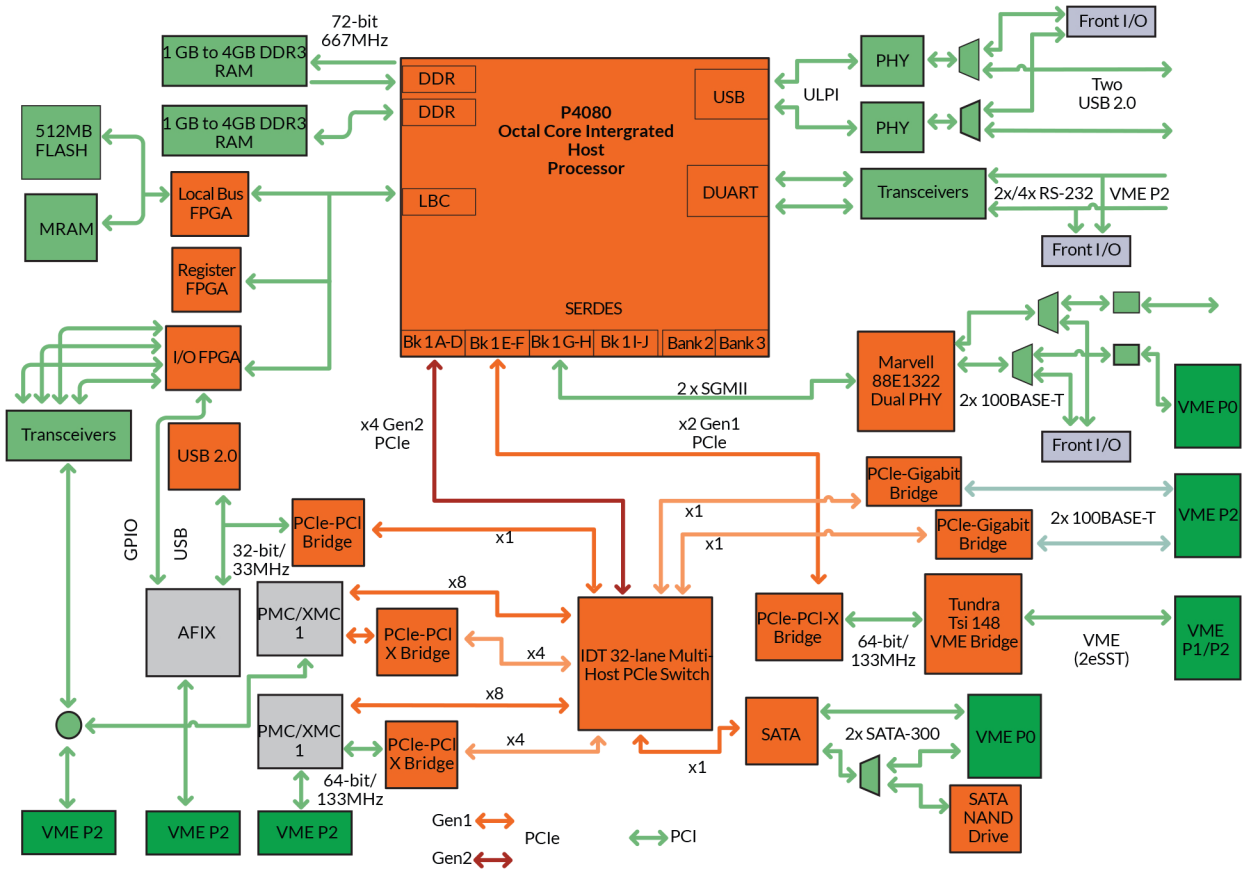 72-bit
667MHz
1 GB to 4GB DDR3
RAM
1 GB to 4GB DDR3
RAM
512MB
FLASH
MRAM
Local Bus
FPGA
Register
FPGA
I/O FPGA
Transceivers
USB 2.0
GPIO
USB
32-bit/
33MHz
AFIX
DDR
DDR
LBC
P4080
Octal Core Intergrated
Host
Processor
USB
DUART
SERDES
Bk 1 A-D
Bk 1 E-F
Bk 1 G-H
Bk 1 I-J
Bank 2
Bank 3
ULPI
PHY
PHY
Front I/O
Two
USB 2.0
Transceivers
2x/4x RS-232
VME P2
Front I/O
Marvell
88E1322
Dual PHY
2 x SGMII
2x 100BASE-T
Front I/O
VME P0
x4 Gen2
PCIe
x2 Gen1
PCIe
PCIe-Gigabit
Bridge
PCIe-Gigabit
Bridge
2x 100BASE-T
VME P2
x1
x1
PCIe-PCI
Bridge
x1
PMC/XMC
1
x8
PCIe-PCI
X Bridge
x4
PMC/XMC
1
x8
PCIe-PCI
X Bridge
x4
64-bit/
133MHz
IDT 32-lane Multi-
Host PCIe Switch
PCIe-PCI-X
Bridge
64-bit/
133MHz
Tundra
Tsi 148
VME Bridge
VME
(2eSST)
VME
P1/P2
SATA
x1
2x SATA-300
VME P0
SATA
NAND
Drive
VME P2
VME P2
VME P2
Gen1
PCIe
Gen2
PCI